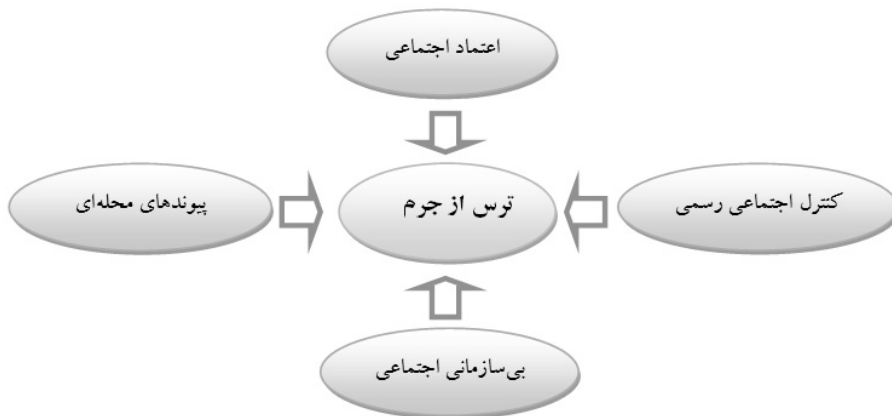 اعتماد اجتماعی
کنترل اجتماعی رسمی
ترس از جرم
پیوندهای محله‌ای
بی‌سازمانی اجتماعی